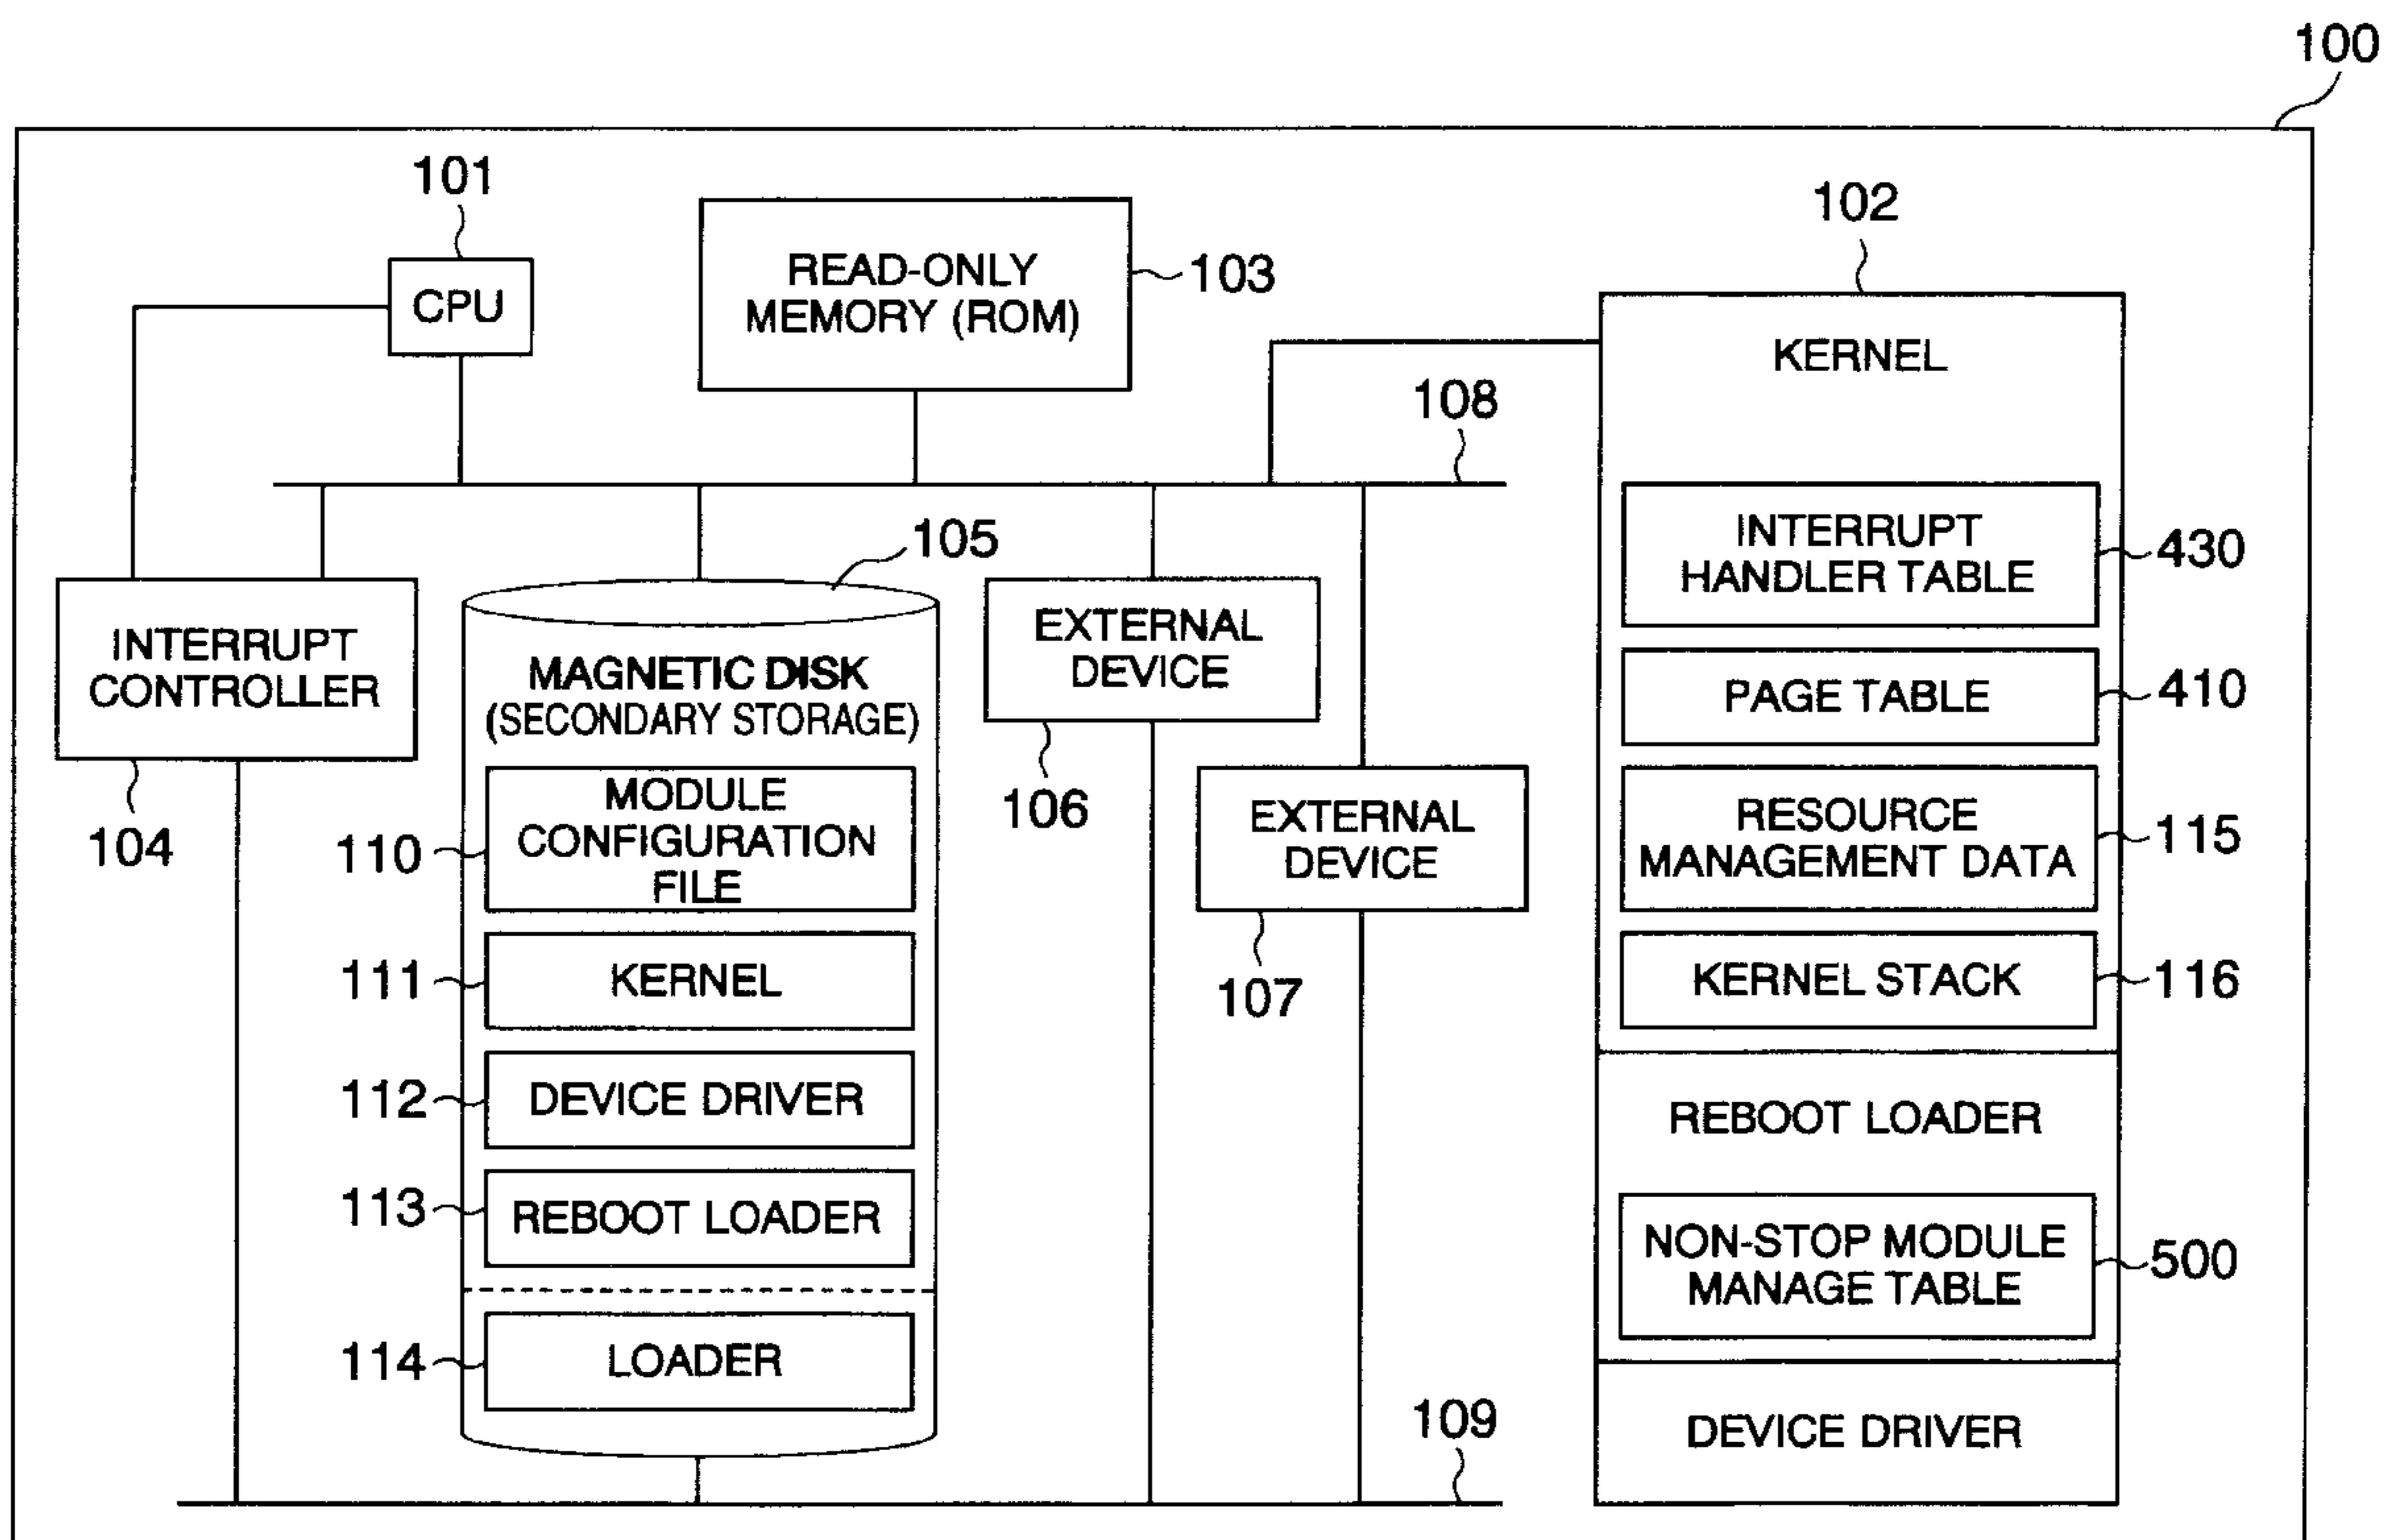 100
101
CPU
READ-ONLY
MEMORY (ROM)
103
102
KERNEL
108
INTERRUPT
HANDLER TABLE
430
PAGE TABLE
410
RESOURCE
MANAGEMENT DATA
115
KERNEL STACK
116
REBOOT LOADER
NON-STOP MODULE
MANAGE TABLE
500
DEVICE DRIVER
INTERRUPT
CONTROLLER
104
105
MAGNETIC DISK
(SECONDARY STORAGE)
MODULE
CONFIGURATION
FILE
110
KERNEL
111
DEVICE DRIVER
112
REBOOT LOADER
113
LOADER
114
EXTERNAL
DEVICE
106
EXTERNAL
DEVICE
107
109